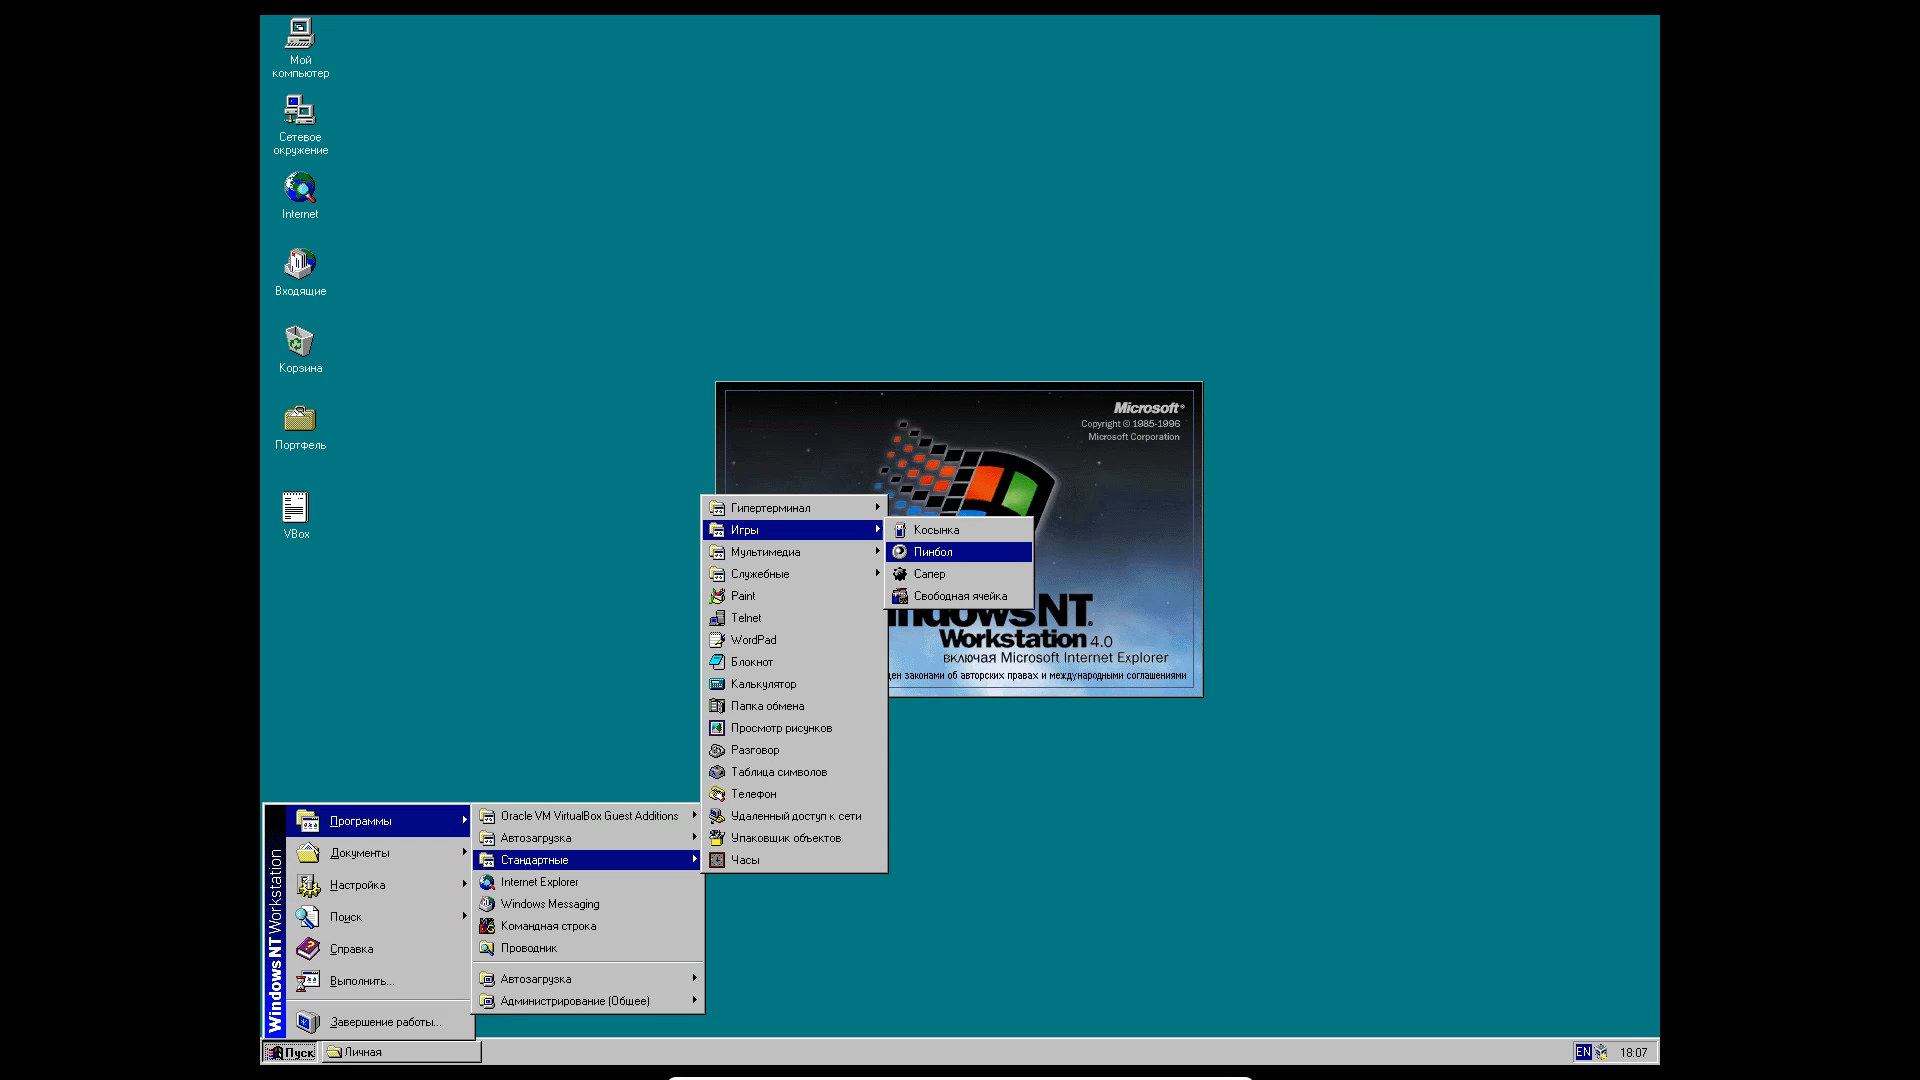 Мой
компьютер
Сетевое
окружение
Internet
Входящие
Корзина
Портфель
VBox
Microsoft®
Copyright © 1985-1996
Microsoft Corporation
Workstation 4.0
включая Microsoft Internet Explorer
законами об авторских правах и международными соглашениями
Гипертерминал
Игры
Мультимедиа
Служебные
Paint
Telnet
WordPad
Блокнот
Калькулятор
Папка обмена
Просмотр рисунков
Разговор
Таблица символов
Телефон
Удаленный доступ к сети
Упаковщик объектов
Часы
Косынка
Пинбол
Сапер
Свободная ячейка
Oracle VM VirtualBox Guest Additions
Автозагрузка
Стандартные
Internet Explorer
Windows Messaging
Командная строка
Проводник
Автозагрузка
Администрирование (Общее)
Windows NT Workstation
Программы
Документы
Настройка
Поиск
Справка
Выполнить...
Завершение работы...
Пуск
Личная
EN
18:07